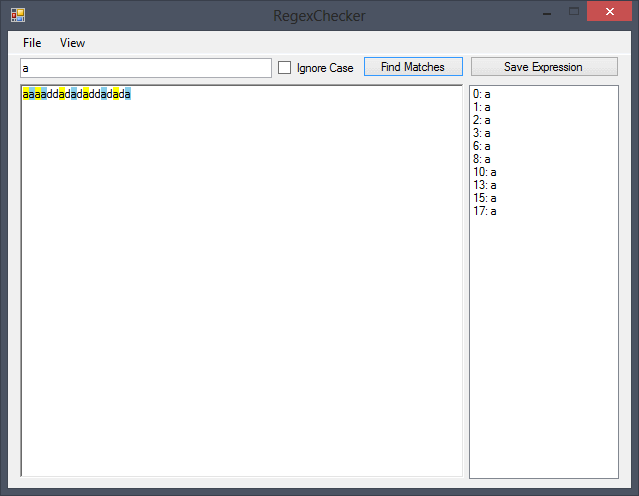 RegexChecker
File View
a Ignore Case Find Matches Save Expression
aaaaddadadaddadada
0: a
1: a
2: a
3: a
6: a
8: a
10: a
13: a
15: a
17: a